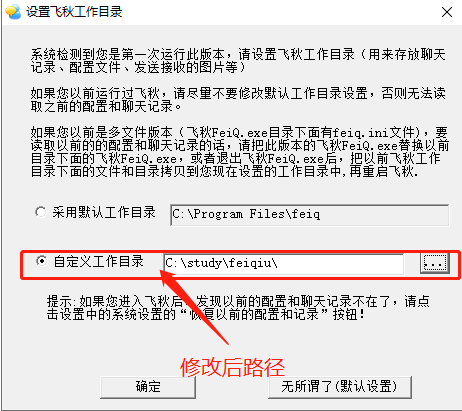 设置飞秋工作目录
系统检测到您是第一次运行此版本，请设置飞秋工作目录（用来存放聊天
记录、配置文件、发送接收的图片等）
如果您以前运行过飞秋，请尽量不要修改默认工作目录设置，否则无法读
取之前的配置和聊天记录。
如果您以前是多文件版本（飞秋FeiQ.exe目录下面有feiq.ini文件），要
读取以前的的配置和聊天记录的话，请把此版本的飞秋FeiQ.exe替换以前
目录下面的飞秋FeiQ.exe，或者退出飞秋FeiQ.exe后，把以前飞秋工作目
录下面的文件和目录拷贝到您现在设置的工作目录中,再重启飞秋.
采用默认工作目录 C:\Program Files\feiq
自定义工作目录 C:\study\feiqiu\ ...
提示:如果您进入飞秋后，发现以前的配置和聊天记录不在了，请点
击设置中的系统设置的“恢复以前的配置和记录”按钮！
修改后路径
确定 无所谓了(默认设置)